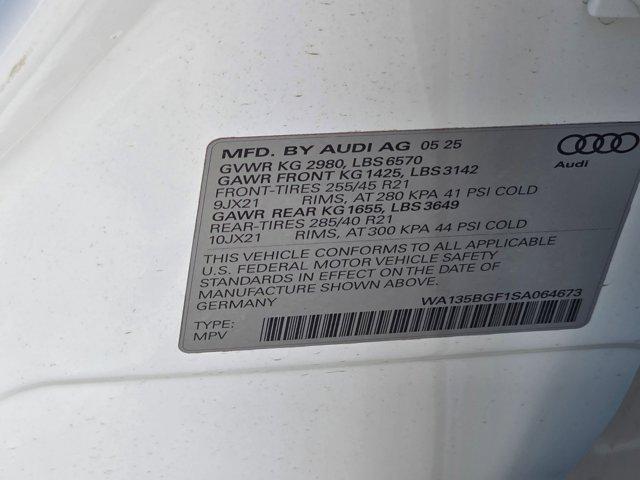 MFD. BY AUDI AG 05 25
GVWR KG 2980, LBS 6570
GAWR FRONT KG 1425, LBS 3142
FRONT-TIRES 255/45 R21
9JX21 RIMS, AT 280 KPA 41 PSI COLD
GAWR REAR KG 1655, LBS 3649
REAR-TIRES 285/40 R21
10JX21 RIMS, AT 300 KPA 44 PSI COLD
THIS VEHICLE CONFORMS TO ALL APPLICABLE
U.S. FEDERAL MOTOR VEHICLE SAFETY
STANDARDS IN EFFECT ON THE DATE OF
MANUFACTURE SHOWN ABOVE.
GERMANY
WA135BGF1SA064673
TYPE:
MPV
Audi